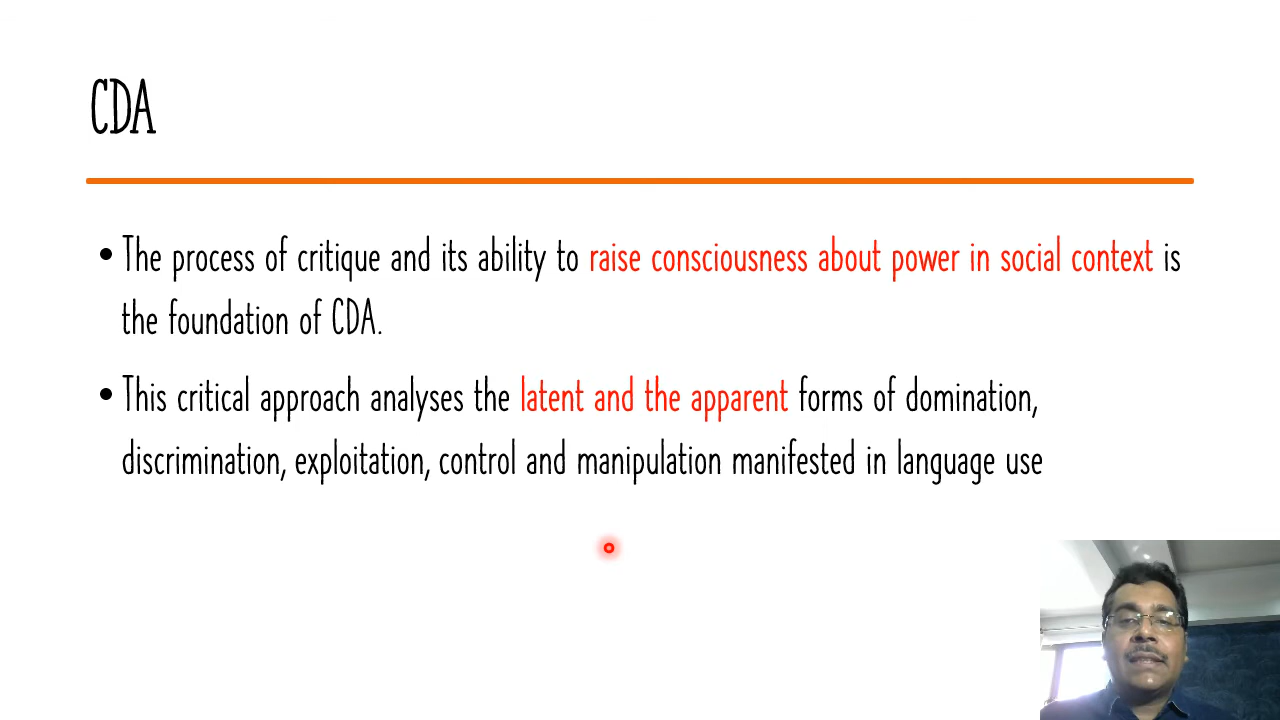 CDA
• The process of critique and its ability to raise consciousness about power in social context is
the foundation of CDA.
• This critical approach analyses the latent and the apparent forms of domination,
discrimination, exploitation, control and manipulation manifested in language use